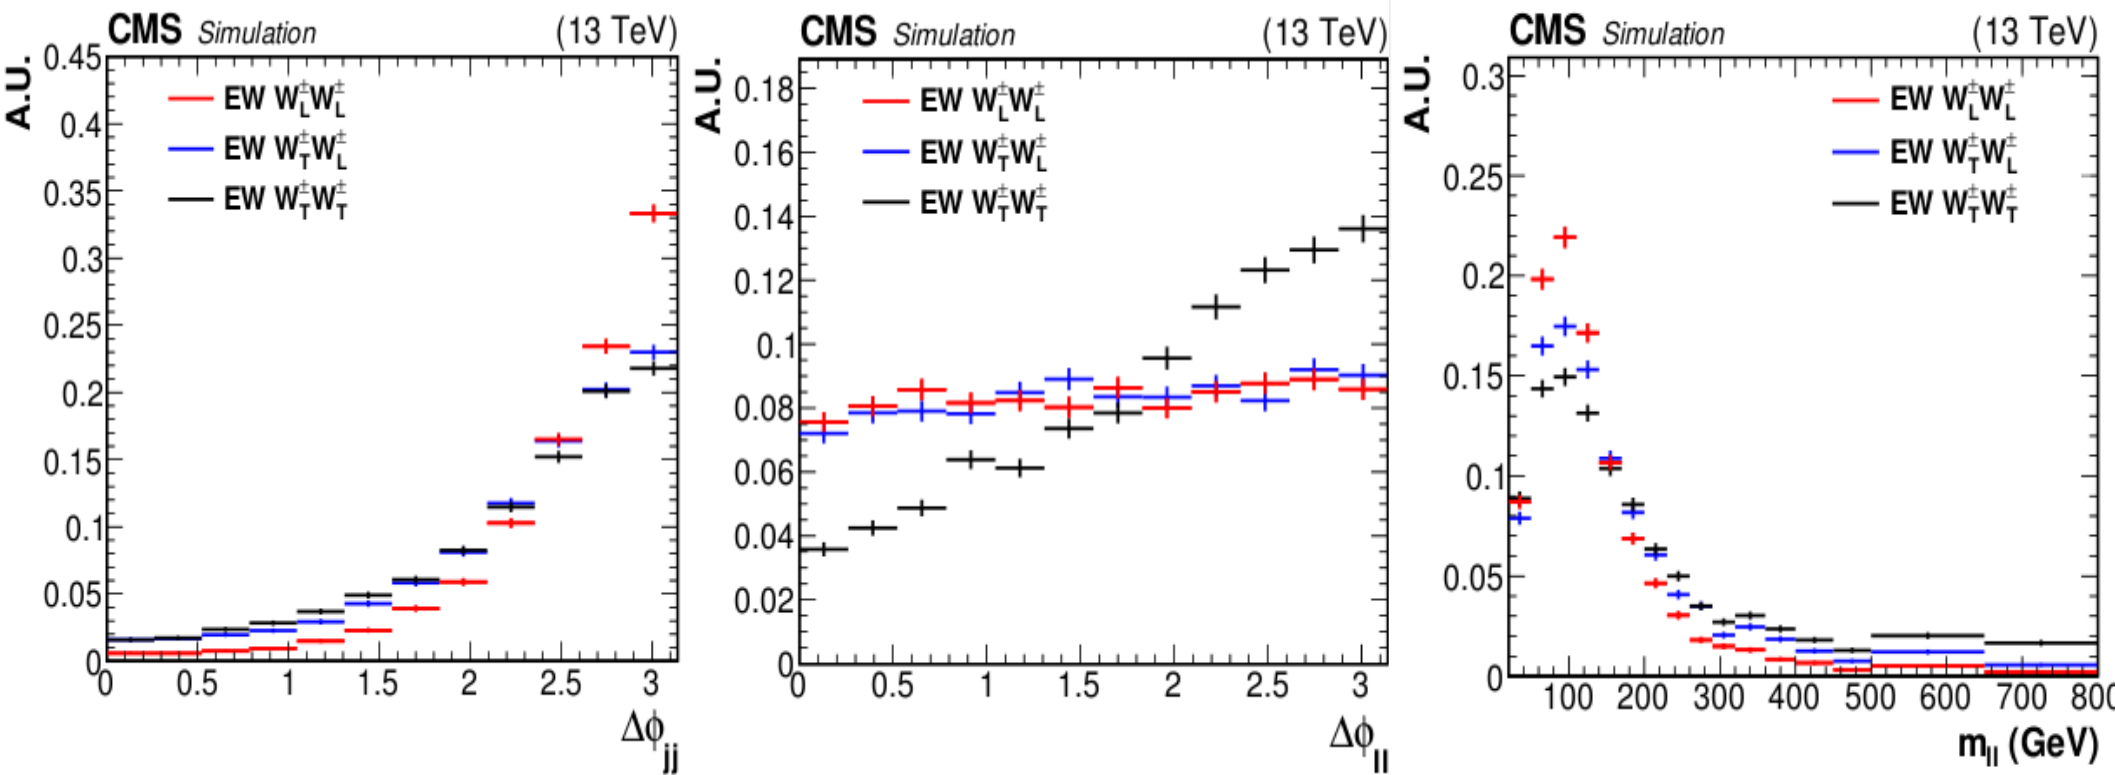 CMS Simulation (13 TeV)
A.U.
0.45
0.4
0.35
0.3
0.25
0.2
0.15
0.1
0.05
0
EW W±LW±L
EW W±TW±L
EW W±TW±T
0 0.5 1 1.5 2 2.5 3
Δϕjj
CMS Simulation (13 TeV)
A.U.
0.18
0.16
0.14
0.12
0.1
0.08
0.06
0.04
0.02
0
EW W±LW±L
EW W±TW±L
EW W±TW±T
0 0.5 1 1.5 2 2.5 3
Δϕll
CMS Simulation (13 TeV)
A.U.
0.3
0.25
0.2
0.15
0.1
0.05
0
EW W±LW±L
EW W±TW±L
EW W±TW±T
100 200 300 400 500 600 700 800
mll (GeV)